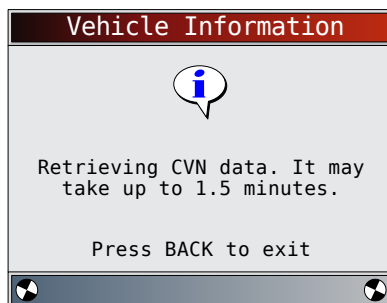 Vehicle Information
i
Retrieving CVN data. It may
take up to 1.5 minutes.
Press BACK to exit